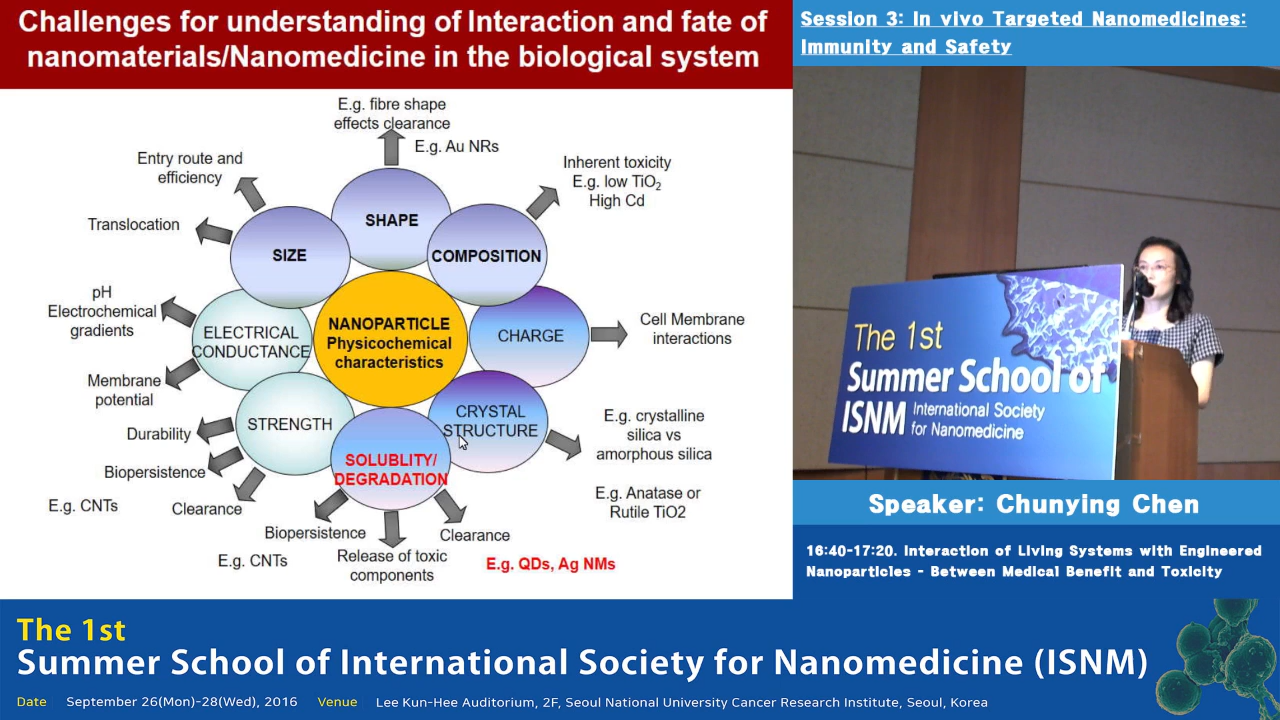 Challenges for understanding of Interaction and fate of
nanomaterials/Nanomedicine in the biological system
E.g. fibre shape
effects clearance
E.g. Au NRs
Entry route and
efficiency
Translocation
Inherent toxicity
E.g. low TiO2
High Cd
SHAPE
SIZE
COMPOSITION
pH
Electrochemical
gradients
ELECTRICAL
CONDUCTANCE
NANOPARTICLE
Physicochemical
characteristics
CHARGE
Cell Membrane
interactions
Membrane
potential
STRENGTH
CRYSTAL
STRUCTURE
E.g. crystalline
silica vs
amorphous silica
Durability
Biopersistence
E.g. CNTs
Clearance
SOLUBLITY/
DEGRADATION
E.g. Anatase or
Rutile TiO2
Biopersistence
E.g. CNTs
Release of toxic
components
Clearance
E.g. QDs, Ag NMs
Session 3: In vivo Targeted Nanomedicines:
Immunity and Safety
The 1st
Summer School of
ISNM International Society
for Nanomedicine
Speaker: Chunying Chen
16:40-17:20. Interaction of Living Systems with Engineered
Nanoparticles - Between Medical Benefit and Toxicity
The 1st
Summer School of International Society for Nanomedicine (ISNM)
Date September 26(Mon)-28(Wed), 2016 Venue Lee Kun-Hee Auditorium, 2F, Seoul National University Cancer Research Institute, Seoul, Korea